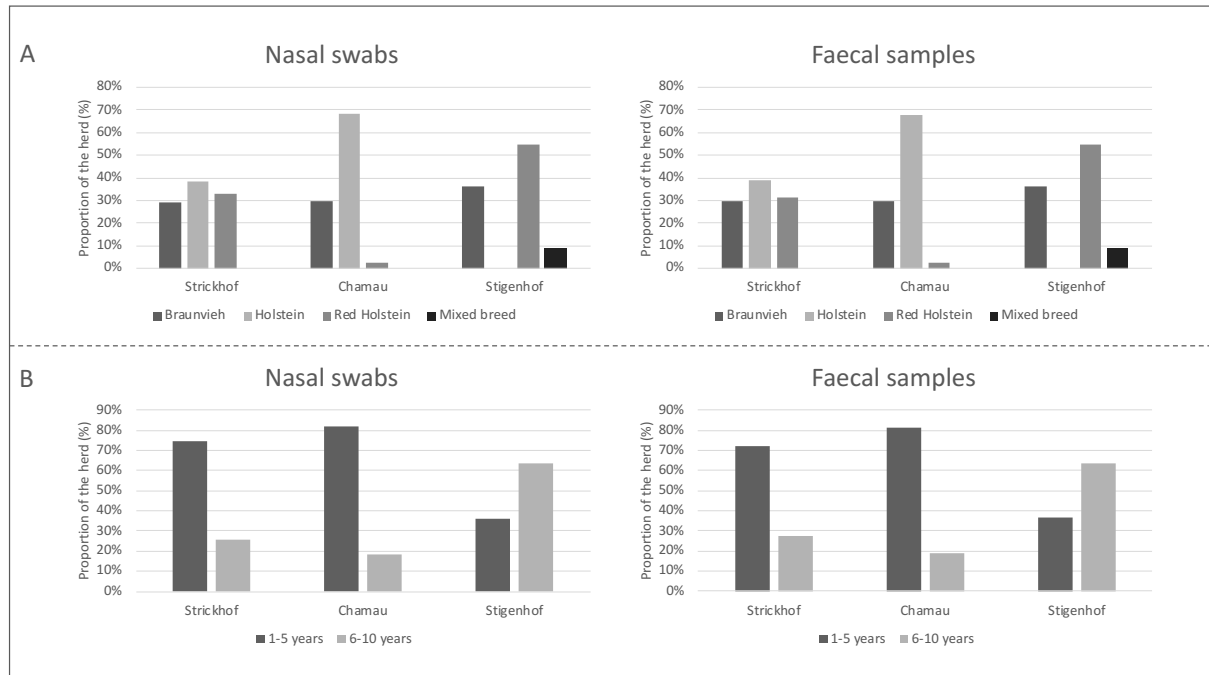 A
Nasal swabs
Proportion of the herd (%)
80%
70%
60%
50%
40%
30%
20%
10%
0%
Strickhof Chamau Stigenhof
Braunvieh Holstein Red Holstein Mixed breed
Faecal samples
Proportion of the herd (%)
80%
70%
60%
50%
40%
30%
20%
10%
0%
Strickhof Chamau Stigenhof
Braunvieh Holstein Red Holstein Mixed breed
B
Nasal swabs
Proportion of the herd (%)
90%
80%
70%
60%
50%
40%
30%
20%
10%
0%
Strickhof Chamau Stigenhof
1-5 years 6-10 years
Faecal samples
Proportion of the herd (%)
90%
80%
70%
60%
50%
40%
30%
20%
10%
0%
Strickhof Chamau Stigenhof
1-5 years 6-10 years